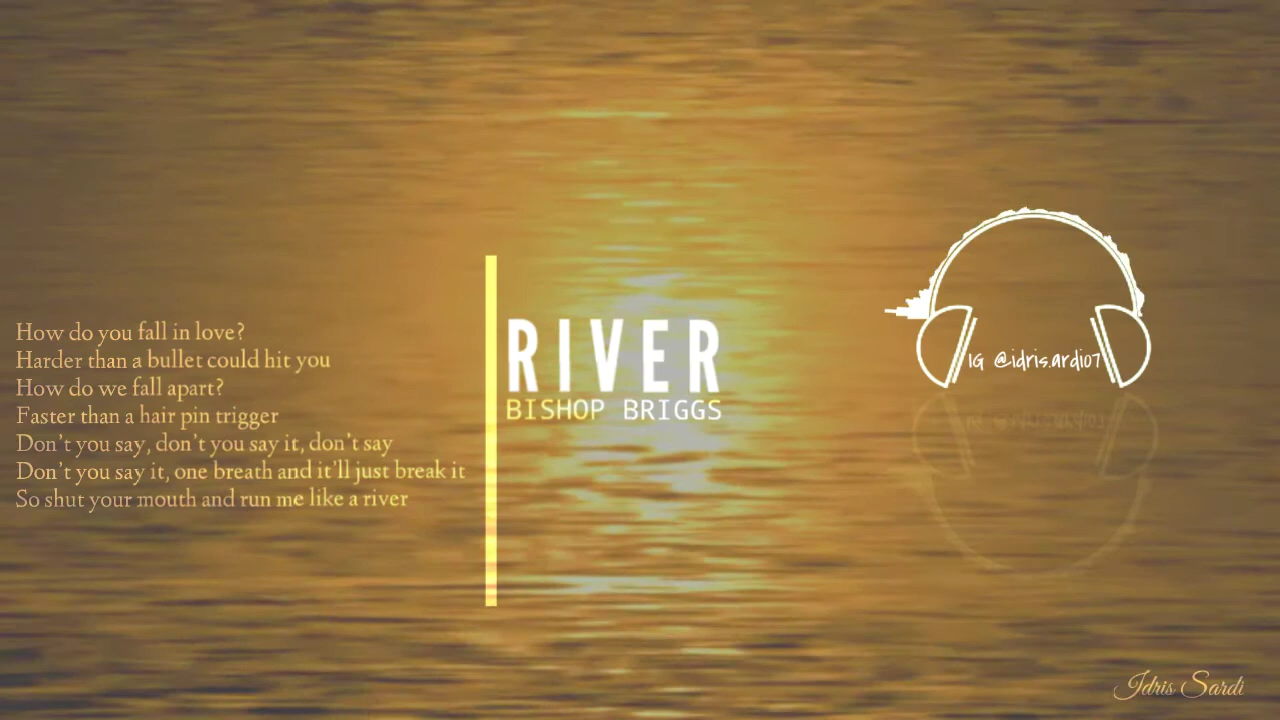 How do you fall in love?
Harder than a bullet could hit you
How do we fall apart?
Faster than a hair pin trigger
Don't you say, don't you say it, don't say
Don't you say it, one breath and it'll just break it
So shut your mouth and run me like a river
RIVER
BISHOP BRIGGS
IG @idris.ardi07
Idris Sardi